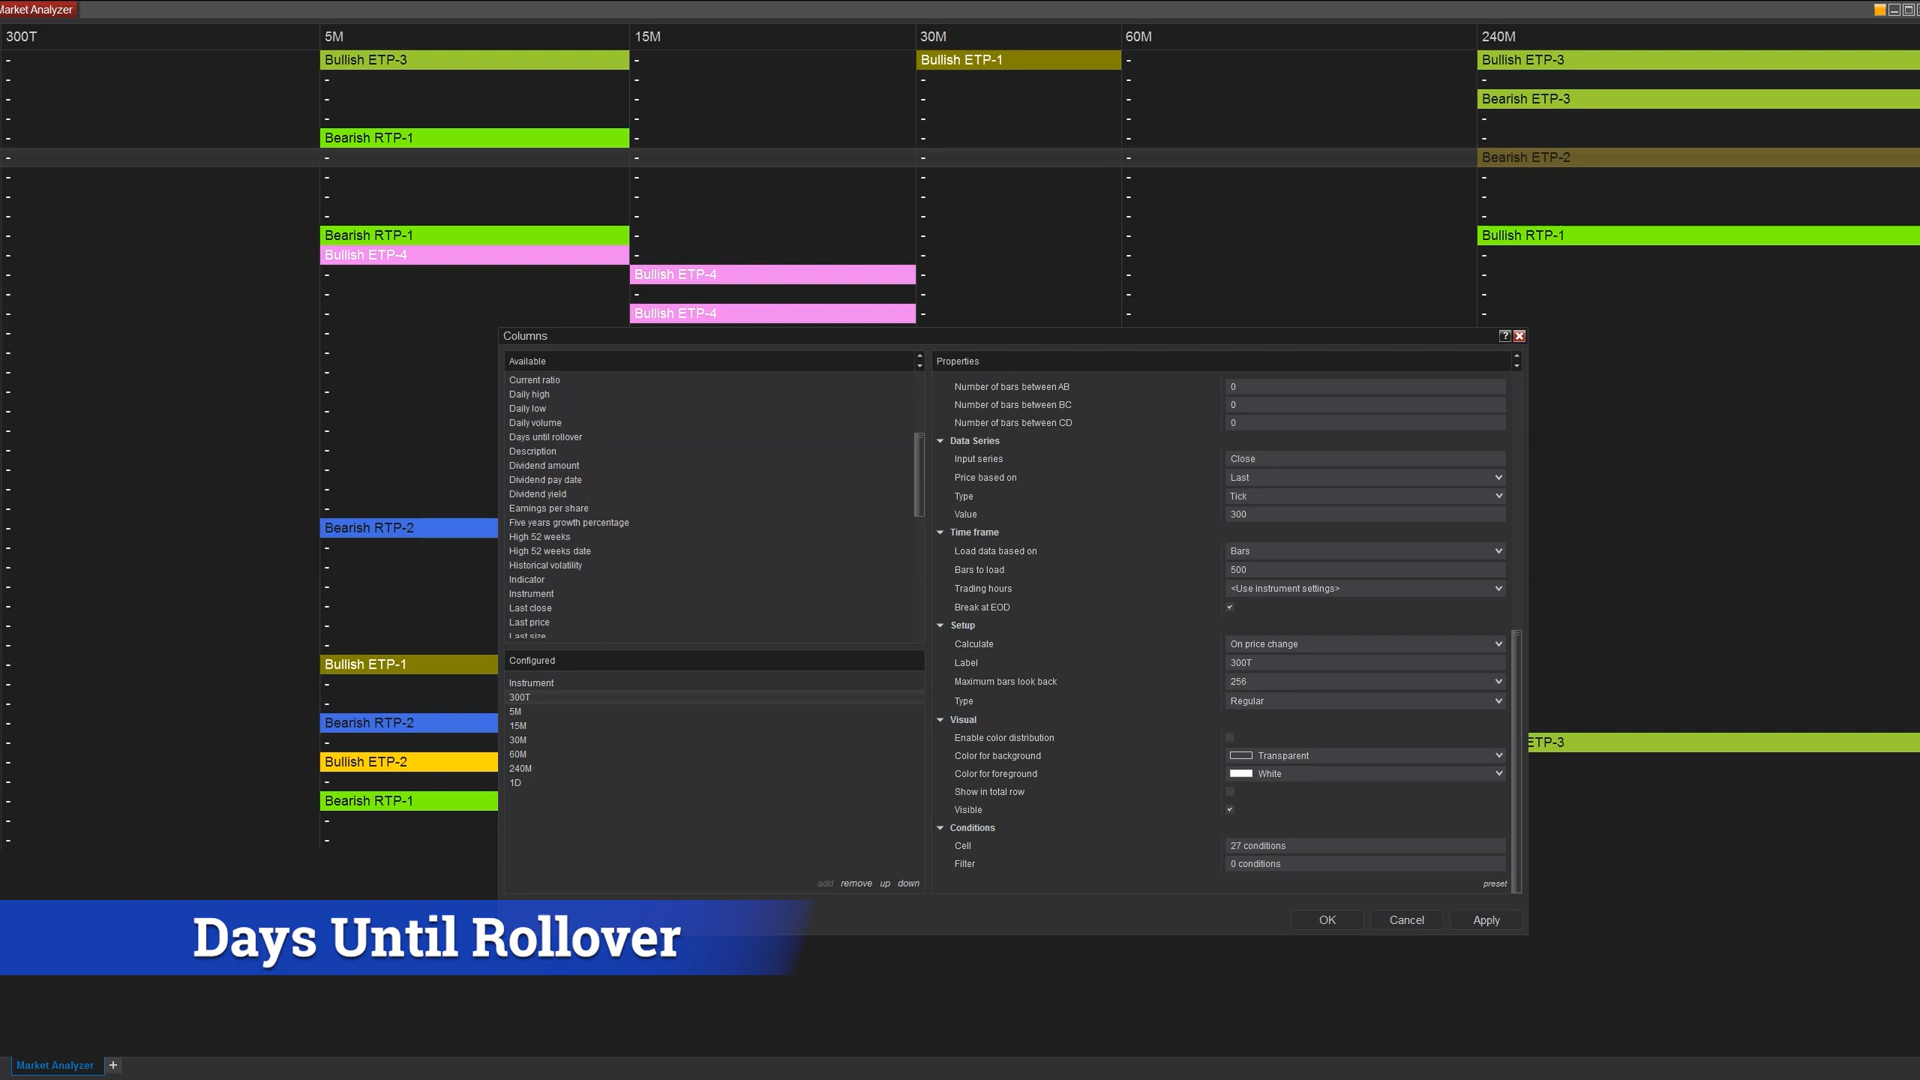 Market Analyzer
300T 5M 15M 30M 60M 240M
- Bullish ETP-3 - Bullish ETP-1 - Bullish ETP-3
- - - - - -
- - - - - Bearish ETP-3
- - - - - -
- Bearish RTP-1 - - - -
- - - - - Bearish ETP-2
- - - - - -
- - - - - -
- - - - - -
- Bearish RTP-1 - - - Bullish RTP-1
- Bullish ETP-4 - - - -
- - Bullish ETP-4 - - -
- - - - - -
- - Bullish ETP-4 - - -
- -
- -
- -
- -
- -
- -
- -
- -
- -
- Bearish RTP-2
- -
- -
- -
- -
- -
- -
- Bullish ETP-1
- -
- -
- Bearish RTP-2
- - ETP-3
- Bullish ETP-2
- -
- Bearish RTP-1
- -
- -
Columns
?
Available
Current ratio
Daily high
Daily low
Daily volume
Days until rollover
Description
Dividend amount
Dividend pay date
Dividend yield
Earnings per share
Five years growth percentage
High 52 weeks
High 52 weeks date
Historical volatility
Indicator
Instrument
Last close
Last price
Last size
Configured
Instrument
300T
5M
15M
30M
60M
240M
1D
add remove up down
Properties
Number of bars between AB 0
Number of bars between BC 0
Number of bars between CD 0
Data Series
Input series Close
Price based on Last
Type Tick
Value 300
Time frame
Load data based on Bars
Bars to load 500
Trading hours <Use instrument settings>
Break at EOD
Setup
Calculate On price change
Label 300T
Maximum bars look back 256
Type Regular
Visual
Enable color distribution
Color for background Transparent
Color for foreground White
Show in total row
Visible
Conditions
Cell 27 conditions
Filter 0 conditions
preset
OK Cancel Apply
Days Until Rollover
Market Analyzer +